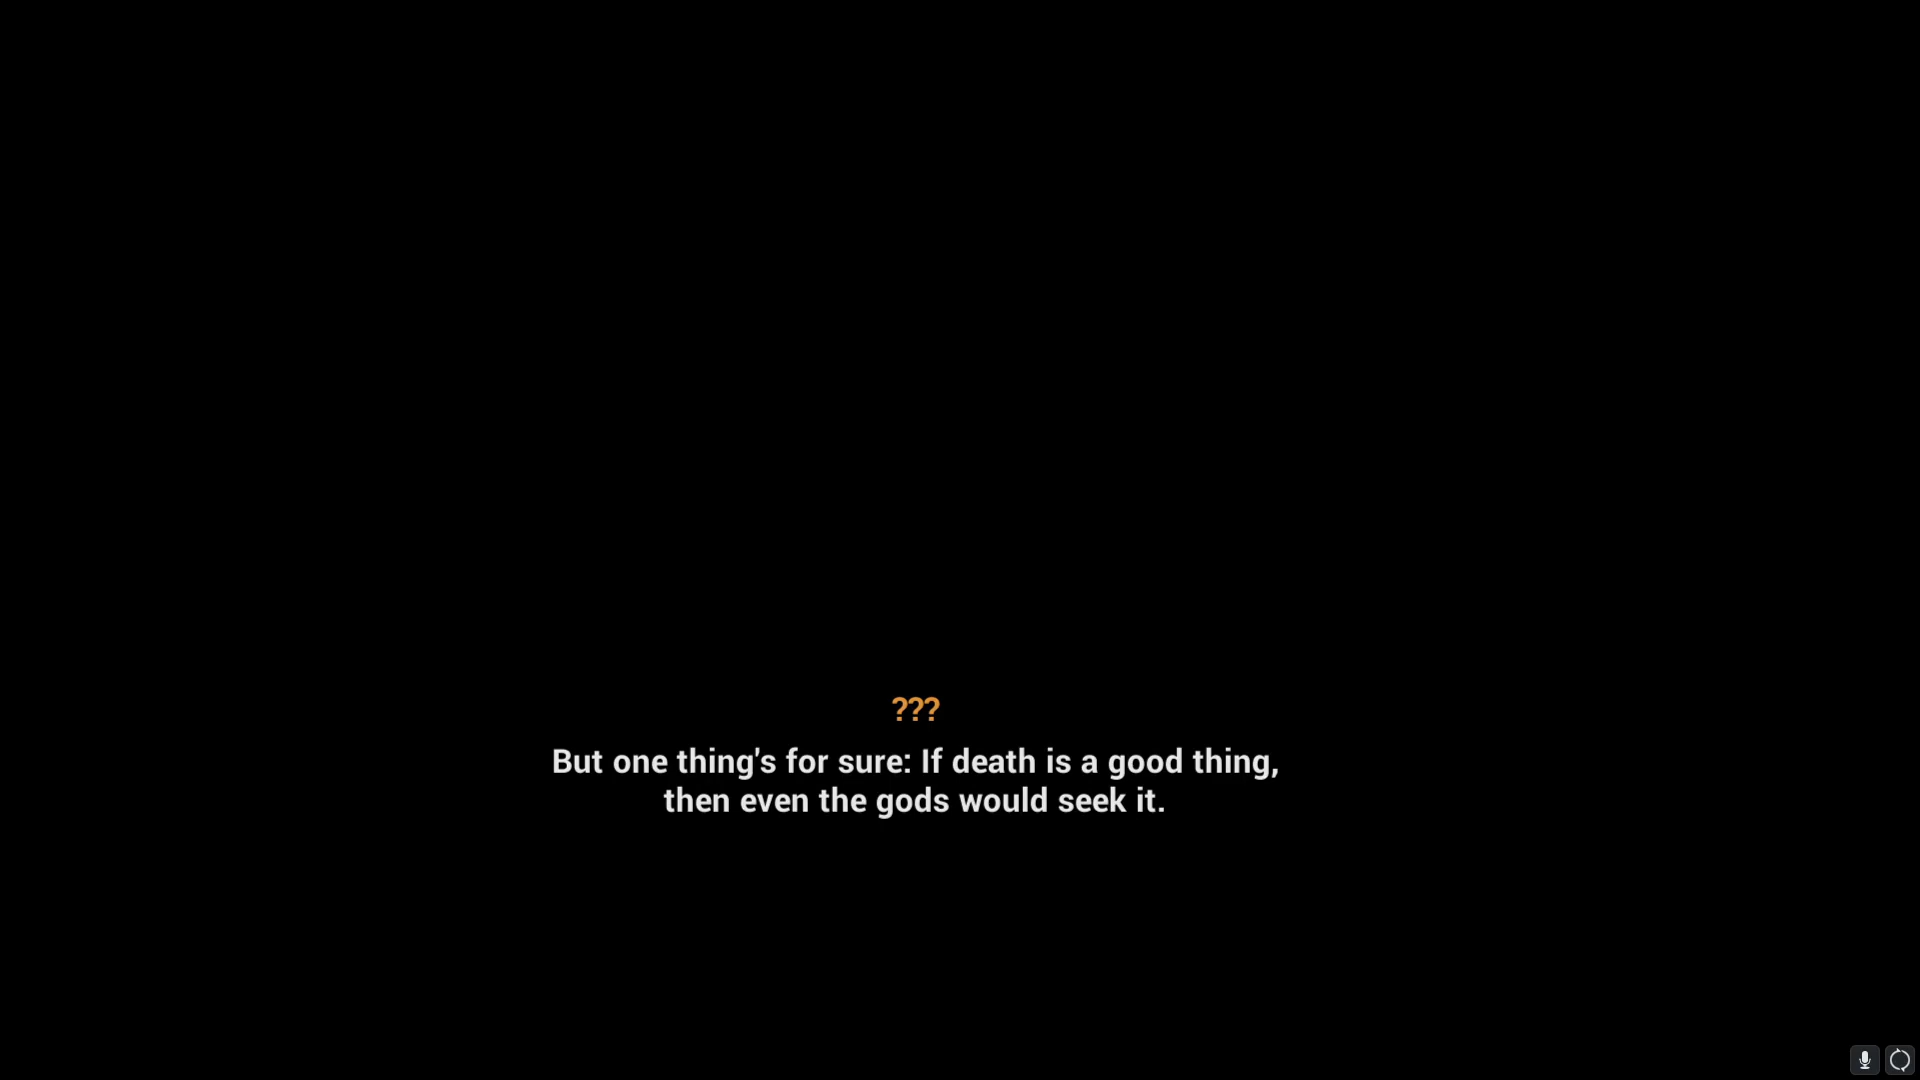 ???
But one thing's for sure: If death is a good thing,
then even the gods would seek it.